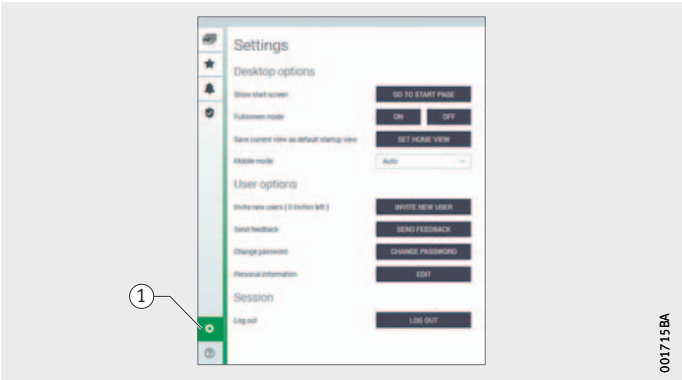 Settings
Desktop options
Show start screen GO TO START PAGE
Fullscreen mode ON OFF
Save current view as default startup view SET HOME VIEW
Mobile mode Auto
User options
Invite new users ( 0 invites left ) INVITE NEW USER
Send feedback SEND FEEDBACK
Change password CHANGE PASSWORD
Personal information EDIT
Session
1
Log out LOG OUT
001715BA